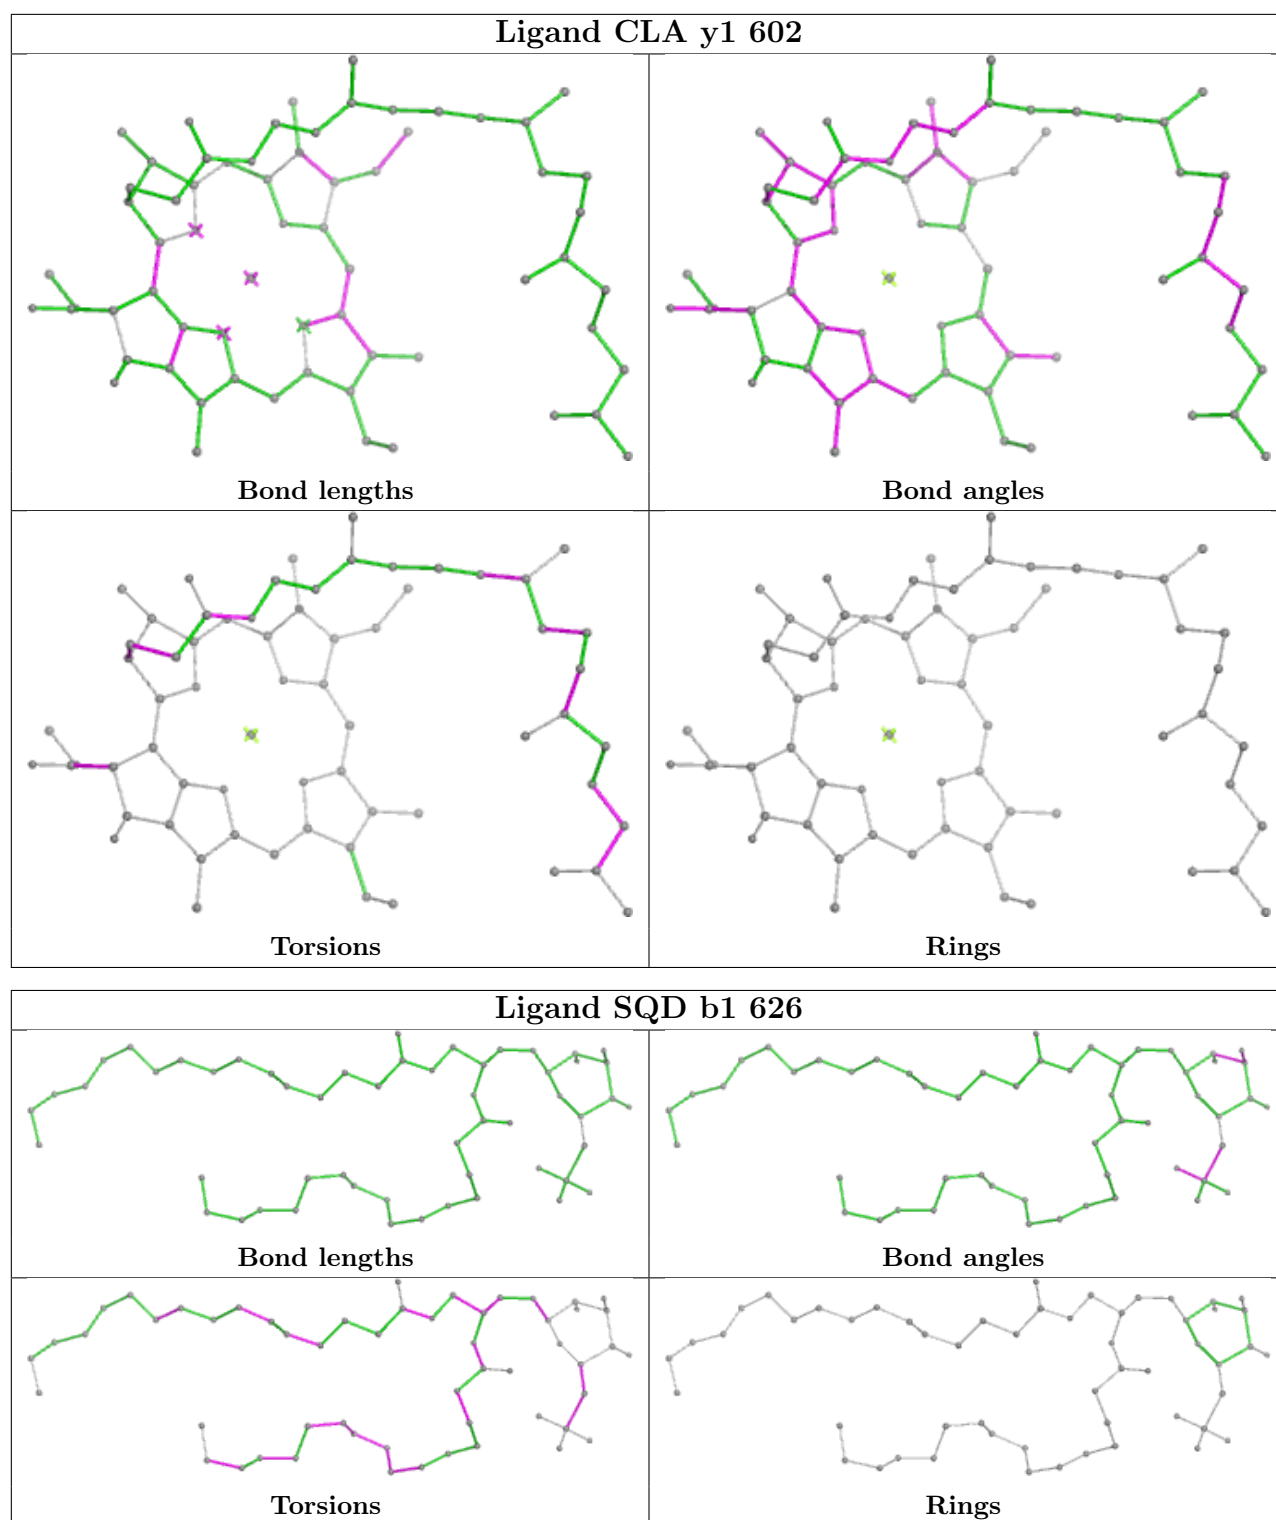 Ligand CLA y1 602
Bond lengths
Bond angles
Torsions
Rings
Ligand SQD b1 626
Bond lengths
Bond angles
Torsions
Rings